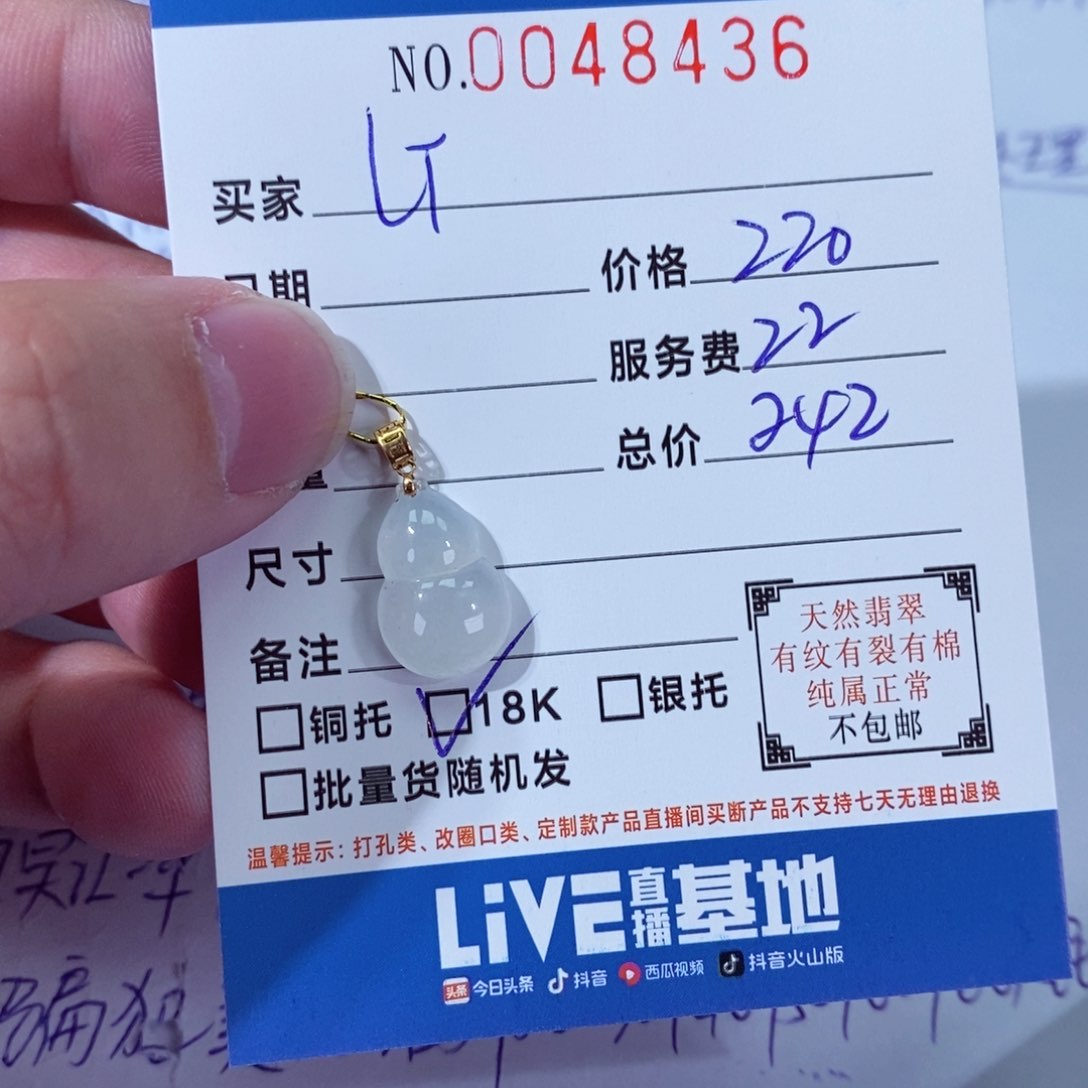 NO.0048436
买家 LT
日期 价格 220
服务费 22
总价 242
尺寸
备注
铜托 18K 银托
批量货随机发
天然翡翠
有纹有裂有棉
纯属正常
不包邮
温馨提示：打孔类、改圈口类、定制款产品直播间买断产品不支持七天无理由退换
LiVE直播基地
头条 今日头条 抖音 西瓜视频 抖音火山版